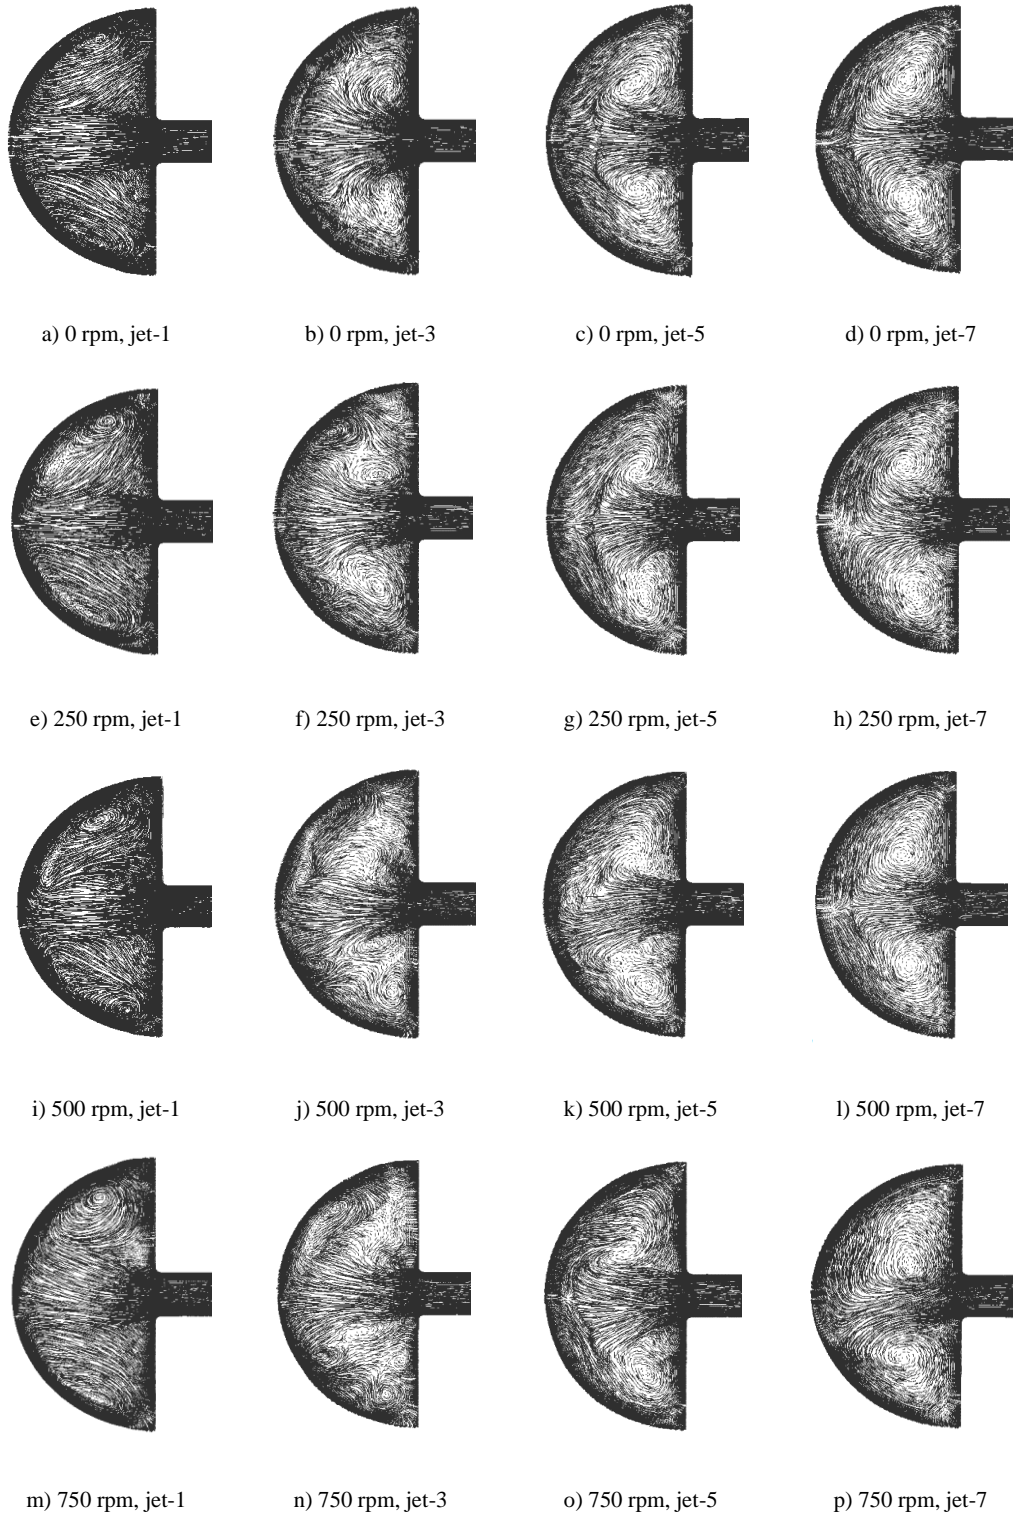 a) 0 rpm, jet-1 b) 0 rpm, jet-3 c) 0 rpm, jet-5 d) 0 rpm, jet-7
e) 250 rpm, jet-1 f) 250 rpm, jet-3 g) 250 rpm, jet-5 h) 250 rpm, jet-7
i) 500 rpm, jet-1 j) 500 rpm, jet-3 k) 500 rpm, jet-5 l) 500 rpm, jet-7
m) 750 rpm, jet-1 n) 750 rpm, jet-3 o) 750 rpm, jet-5 p) 750 rpm, jet-7